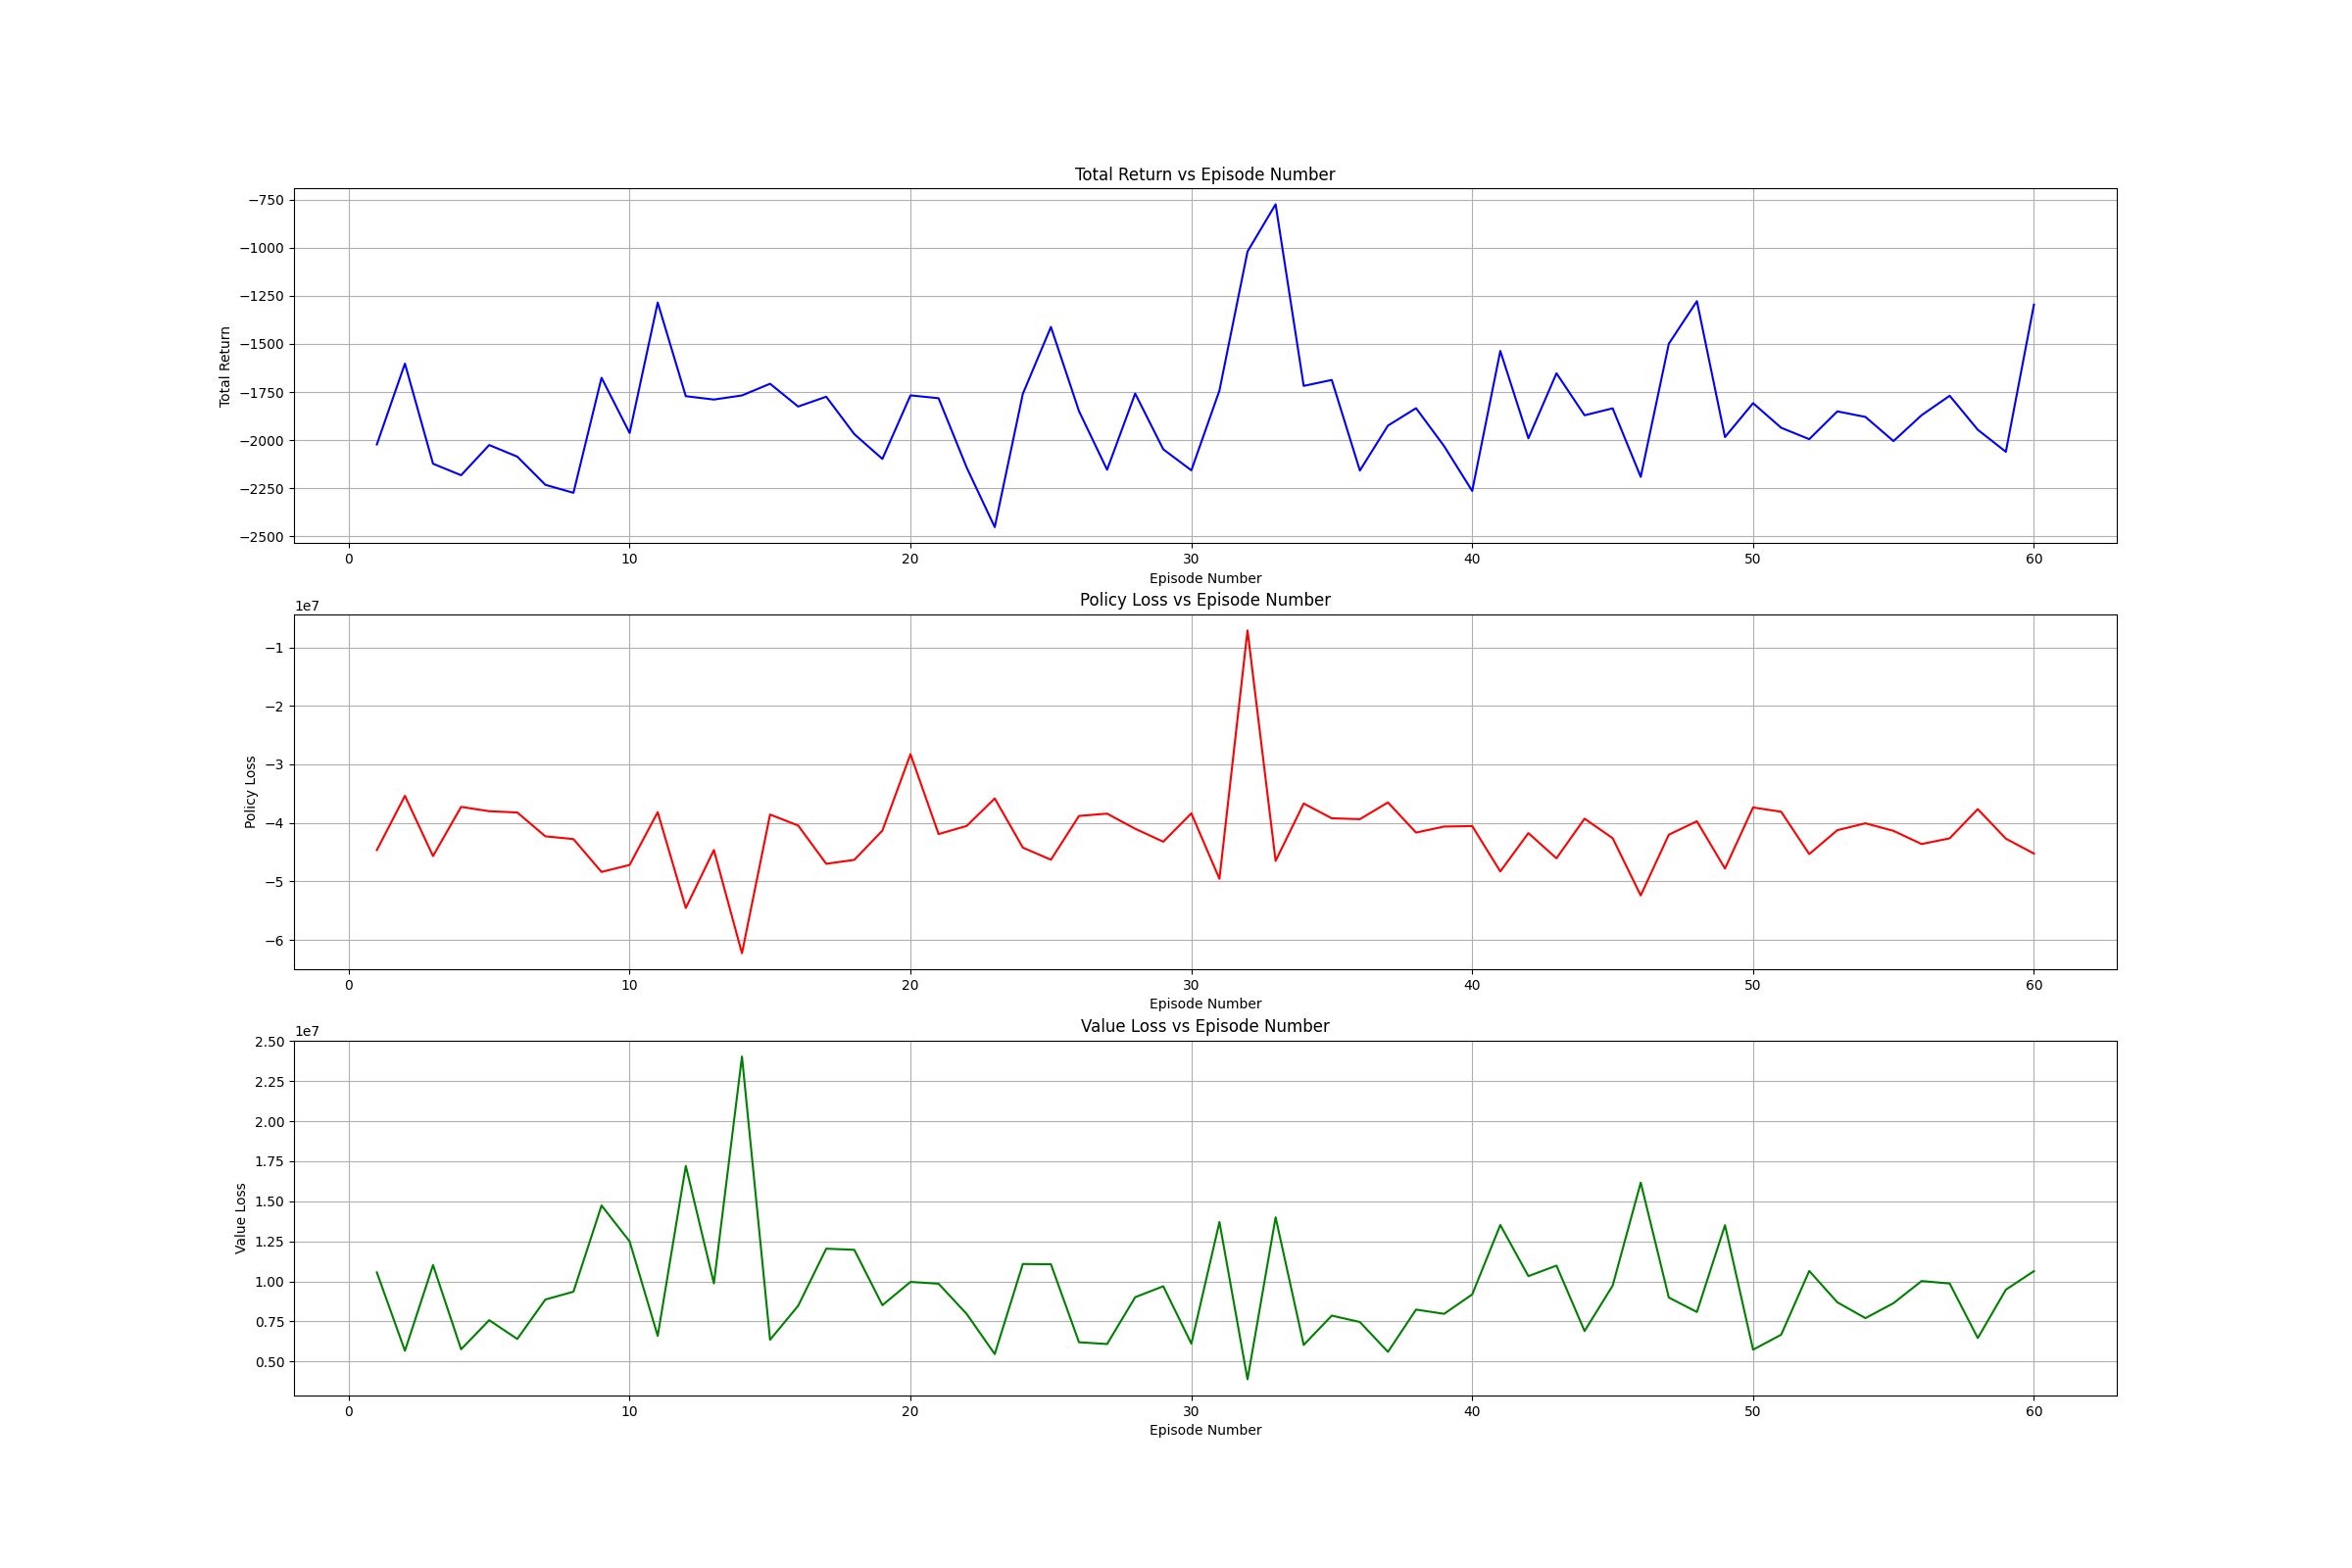 Total Return vs Episode Number
−750
−1000
−1250
−1500
−1750
−2000
−2250
−2500
Total Return
0 10 20 30 40 50 60
Episode Number
Policy Loss vs Episode Number
1e7
−1
−2
−3
−4
−5
−6
Policy Loss
0 10 20 30 40 50 60
Episode Number
Value Loss vs Episode Number
1e7
2.50
2.25
2.00
1.75
1.50
1.25
1.00
0.75
0.50
Value Loss
0 10 20 30 40 50 60
Episode Number